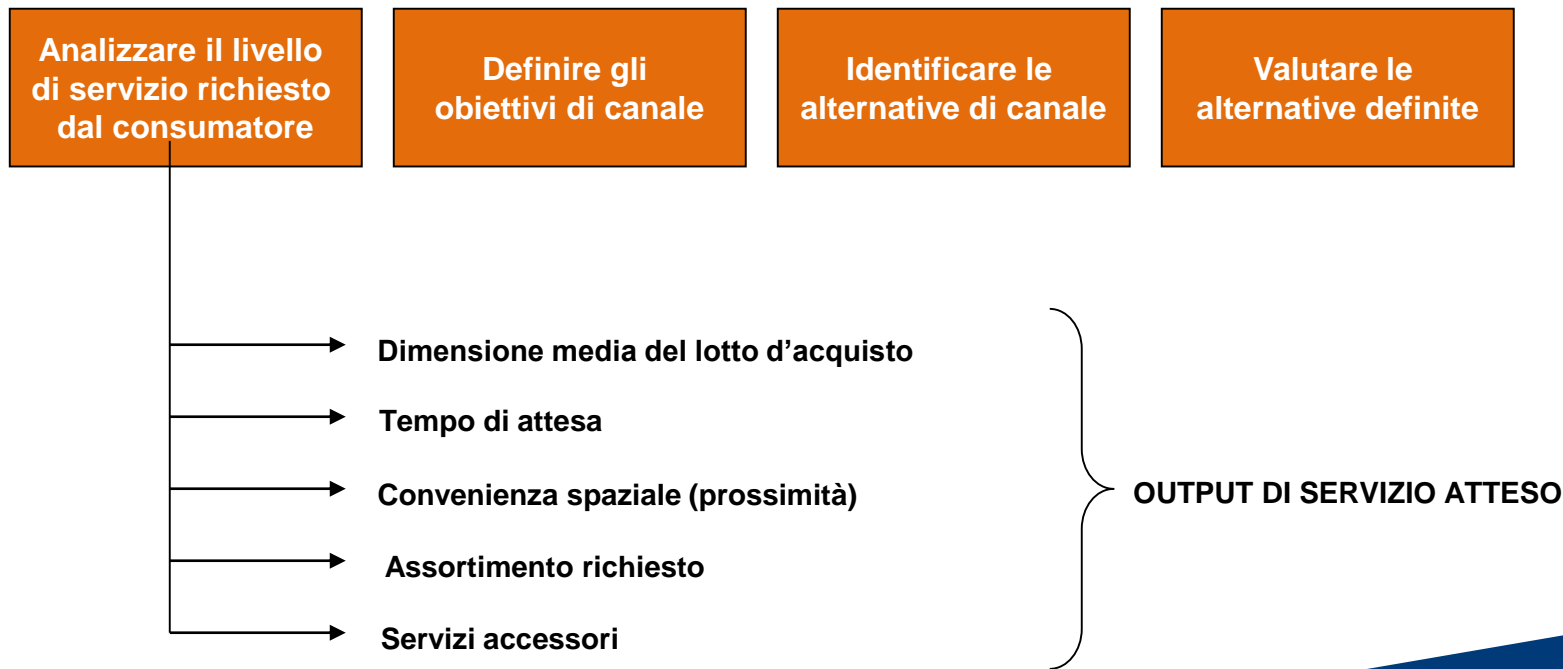 Analizzare il livello
di servizio richiesto
dal consumatore
Definire gli
obiettivi di canale
Identificare le
alternative di canale
Valutare le
alternative definite
Dimensione media del lotto d’acquisto
Tempo di attesa
Convenienza spaziale (prossimità)
Assortimento richiesto
Servizi accessori
OUTPUT DI SERVIZIO ATTESO